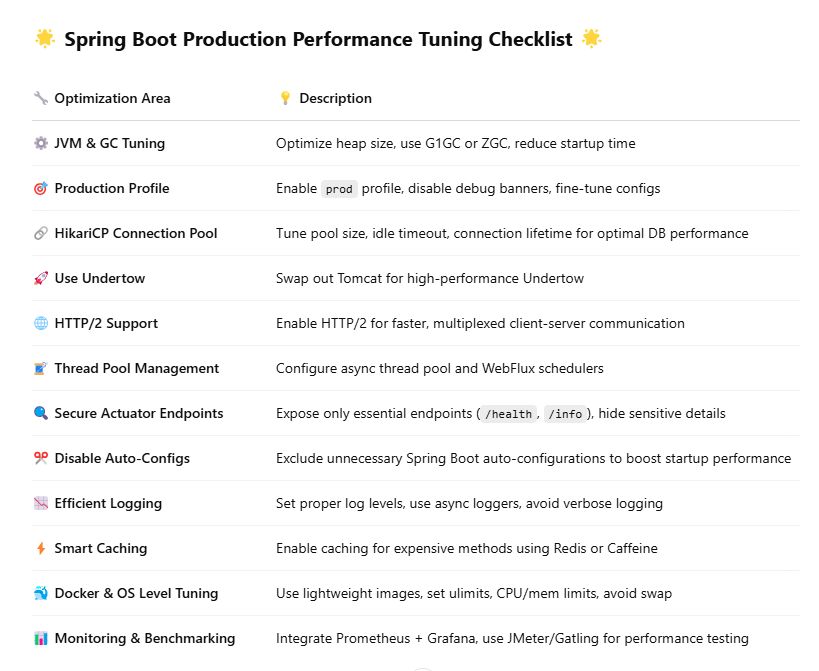 🌟 Spring Boot Production Performance Tuning Checklist 🌟
🔧 Optimization Area 💡 Description
⚙️ JVM & GC Tuning Optimize heap size, use G1GC or ZGC, reduce startup time
🎯 Production Profile Enable prod profile, disable debug banners, fine-tune configs
🔗 HikariCP Connection Pool Tune pool size, idle timeout, connection lifetime for optimal DB performance
🚀 Use Undertow Swap out Tomcat for high-performance Undertow
🌐 HTTP/2 Support Enable HTTP/2 for faster, multiplexed client-server communication
🧵 Thread Pool Management Configure async thread pool and WebFlux schedulers
🔍 Secure Actuator Endpoints Expose only essential endpoints ( /health , /info ), hide sensitive details
✂️ Disable Auto-Configs Exclude unnecessary Spring Boot auto-configurations to boost startup performance
📉 Efficient Logging Set proper log levels, use async loggers, avoid verbose logging
⚡ Smart Caching Enable caching for expensive methods using Redis or Caffeine
🐳 Docker & OS Level Tuning Use lightweight images, set ulimits, CPU/mem limits, avoid swap
📊 Monitoring & Benchmarking Integrate Prometheus + Grafana, use JMeter/Gatling for performance testing